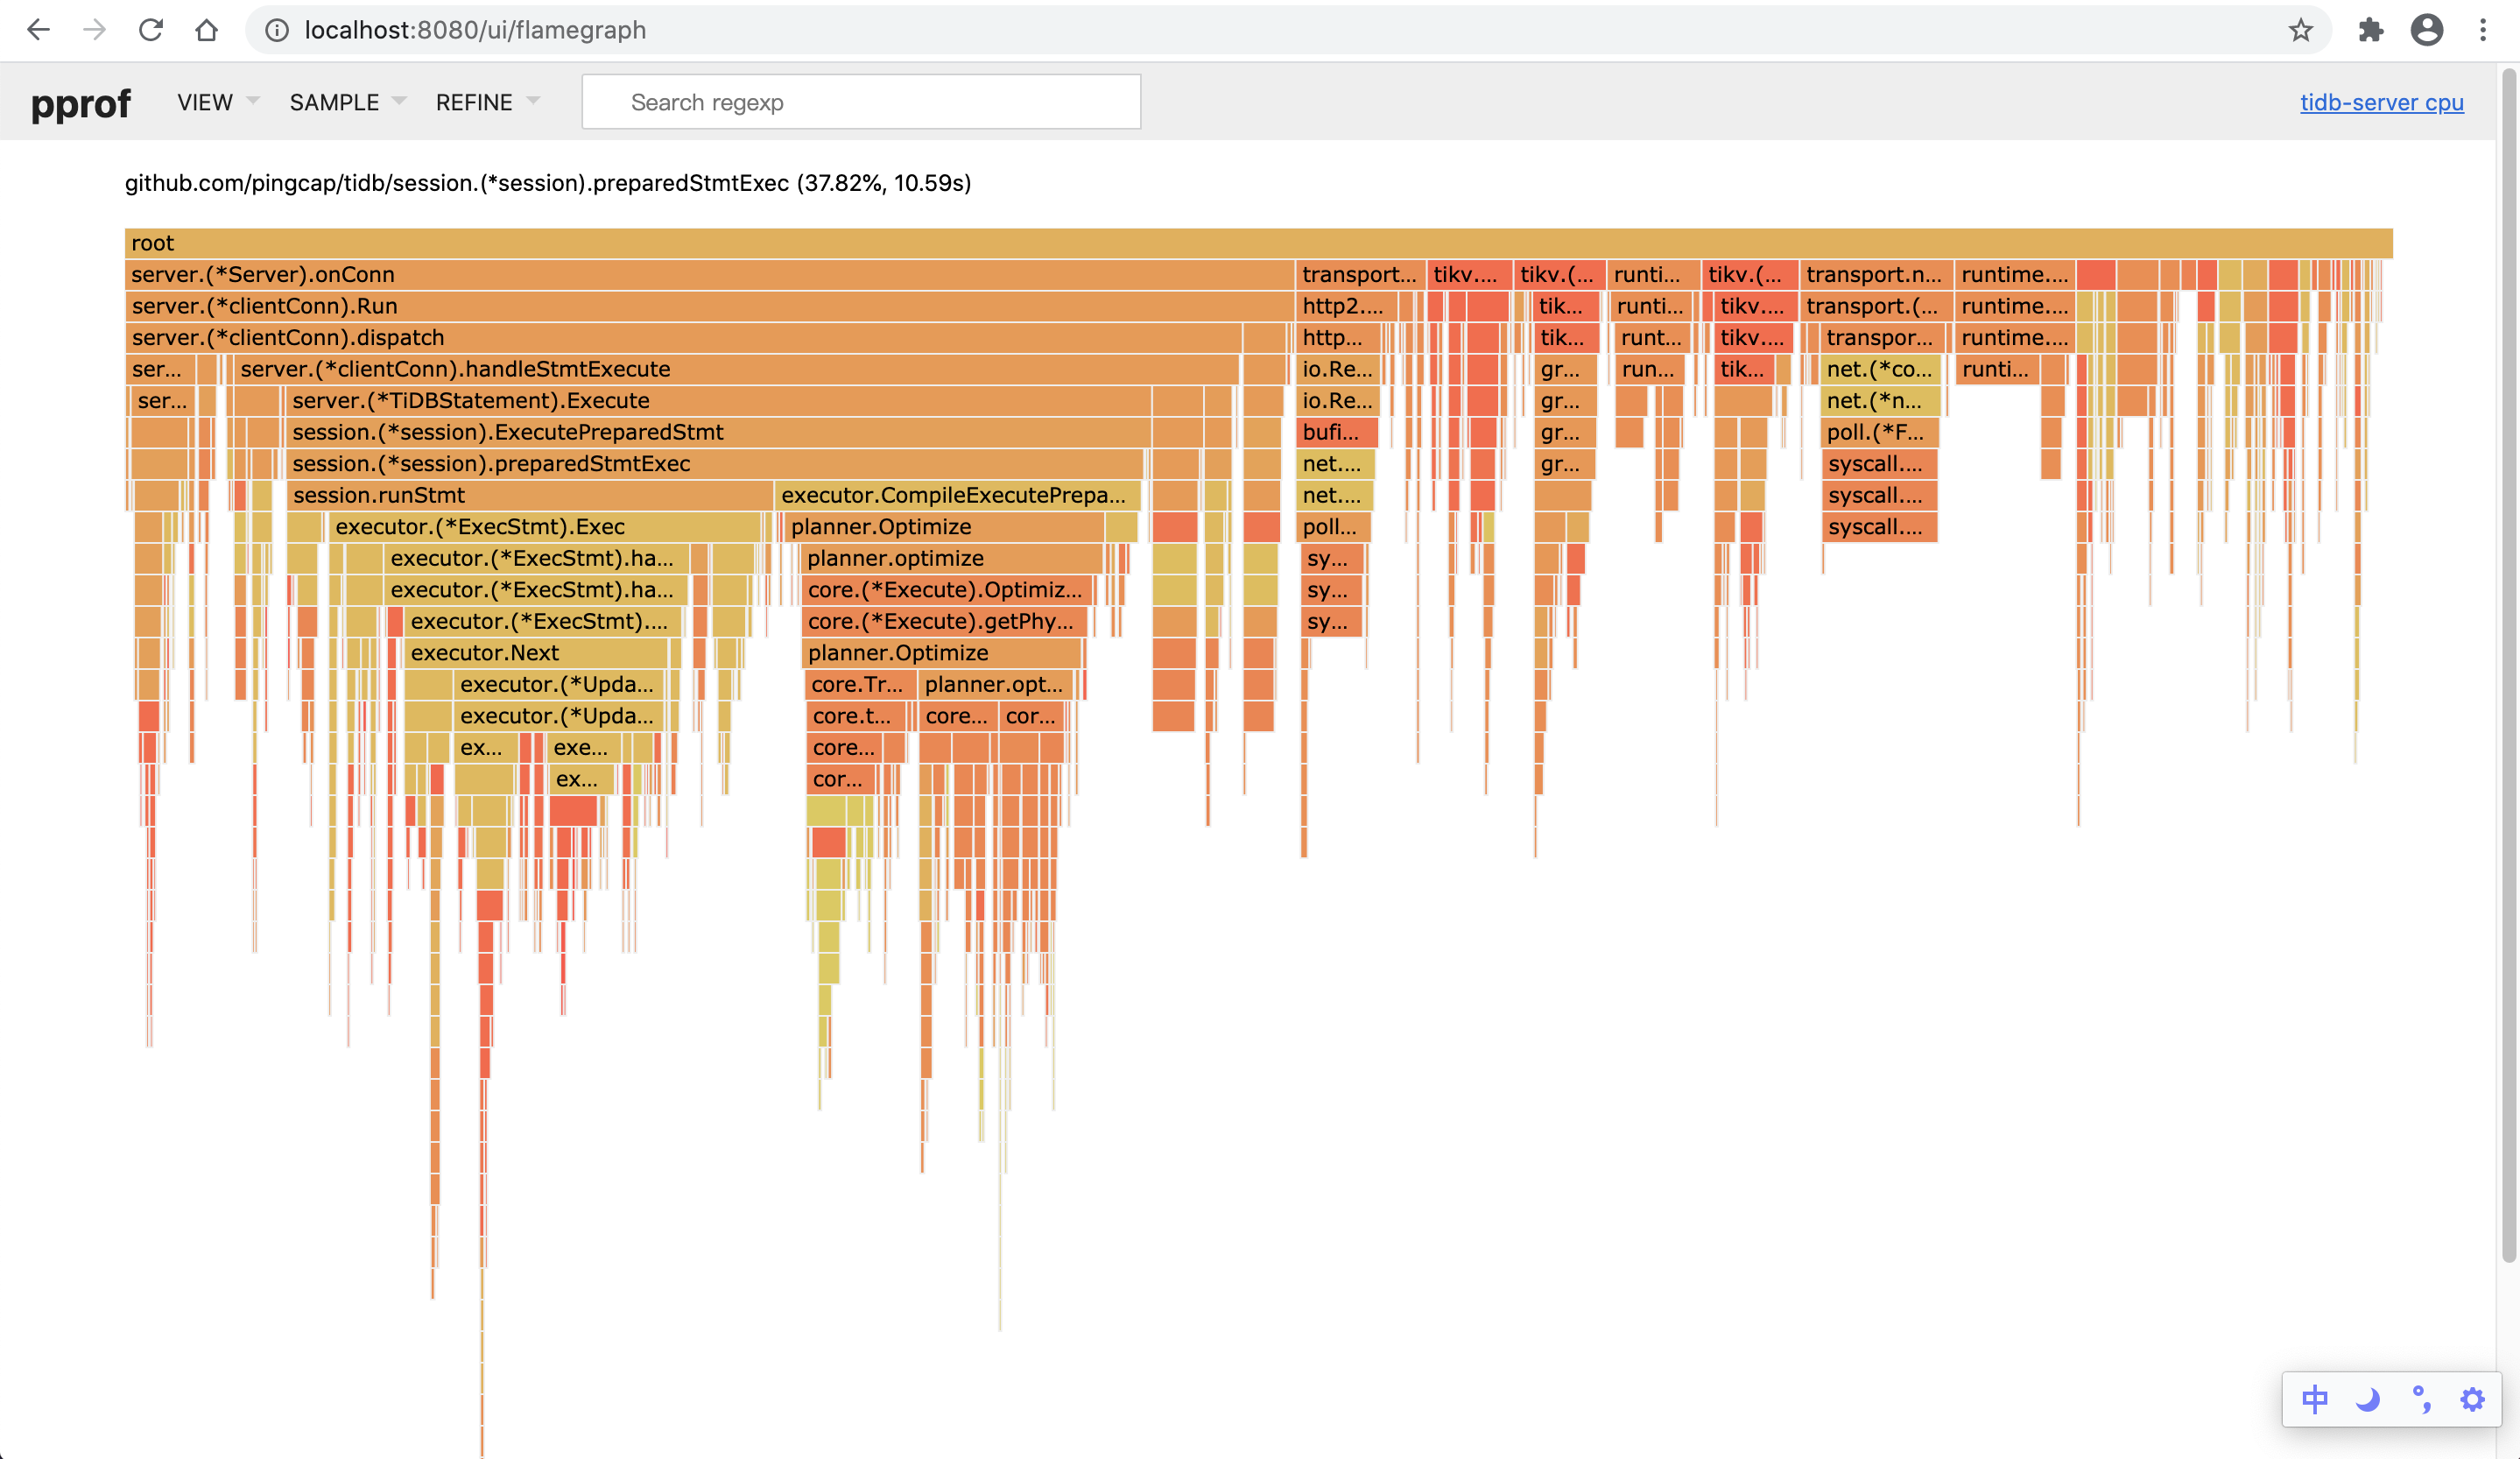 localhost:8080/ui/flamegraph
pprof VIEW SAMPLE REFINE Search regexp tidb-server cpu
github.com/pingcap/tidb/session.(*session).preparedStmtExec (37.82%, 10.59s)
root
server.(*Server).onConn transport... tikv.... tikv.(... runti... tikv.(... transport.n... runtime....
server.(*clientConn).Run http2.... tik... runti... tikv.... transport.(... runtime....
server.(*clientConn).dispatch http... tik... runt... tikv.... transpor... runtime....
ser... server.(*clientConn).handleStmtExecute io.Re... gr... run... tik... net.(*co... runti...
ser... server.(*TiDBStatement).Execute io.Re... gr... net.(*n...
session.(*session).ExecutePreparedStmt bufi... gr... poll.(*F...
session.(*session).preparedStmtExec net.... gr... syscall....
session.runStmt executor.CompileExecutePrepa... net.... syscall....
executor.(*ExecStmt).Exec planner.Optimize poll... syscall....
executor.(*ExecStmt).ha... planner.optimize sy...
executor.(*ExecStmt).ha... core.(*Execute).Optimiz... sy...
executor.(*ExecStmt).... core.(*Execute).getPhy... sy...
executor.Next planner.Optimize
executor.(*Upda... core.Tr... planner.opt...
executor.(*Upda... core.t... core... cor...
ex... exe... core...
ex... cor...
中